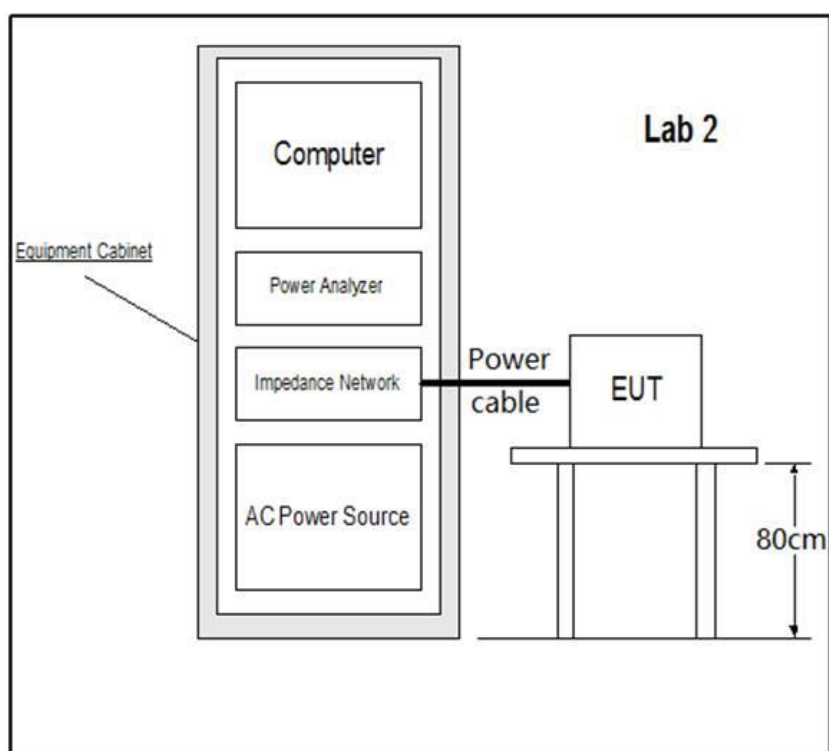 Lab 2
Computer
Equipment Cabinet
Power Analyzer
Impedance Network
Power
cable
EUT
AC Power Source
80cm